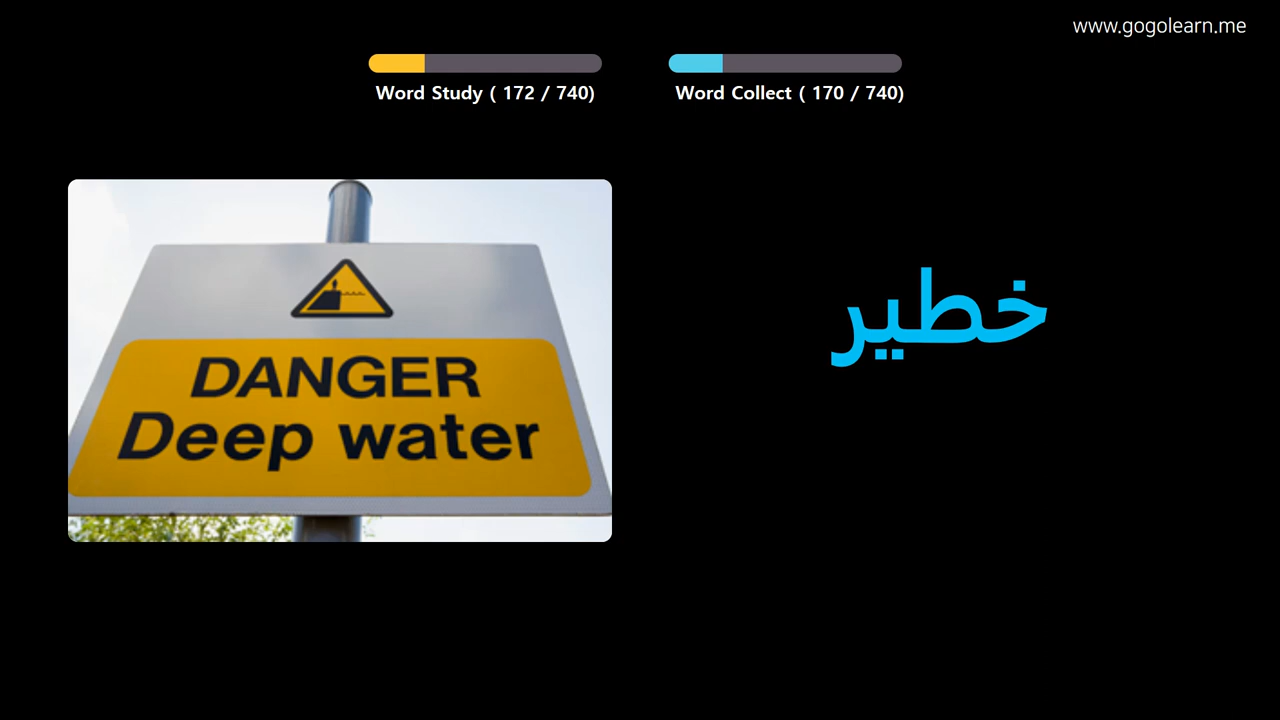 www.gogolearn.me
Word Study ( 172 / 740)
Word Collect ( 170 / 740)
DANGER
Deep water
خطير